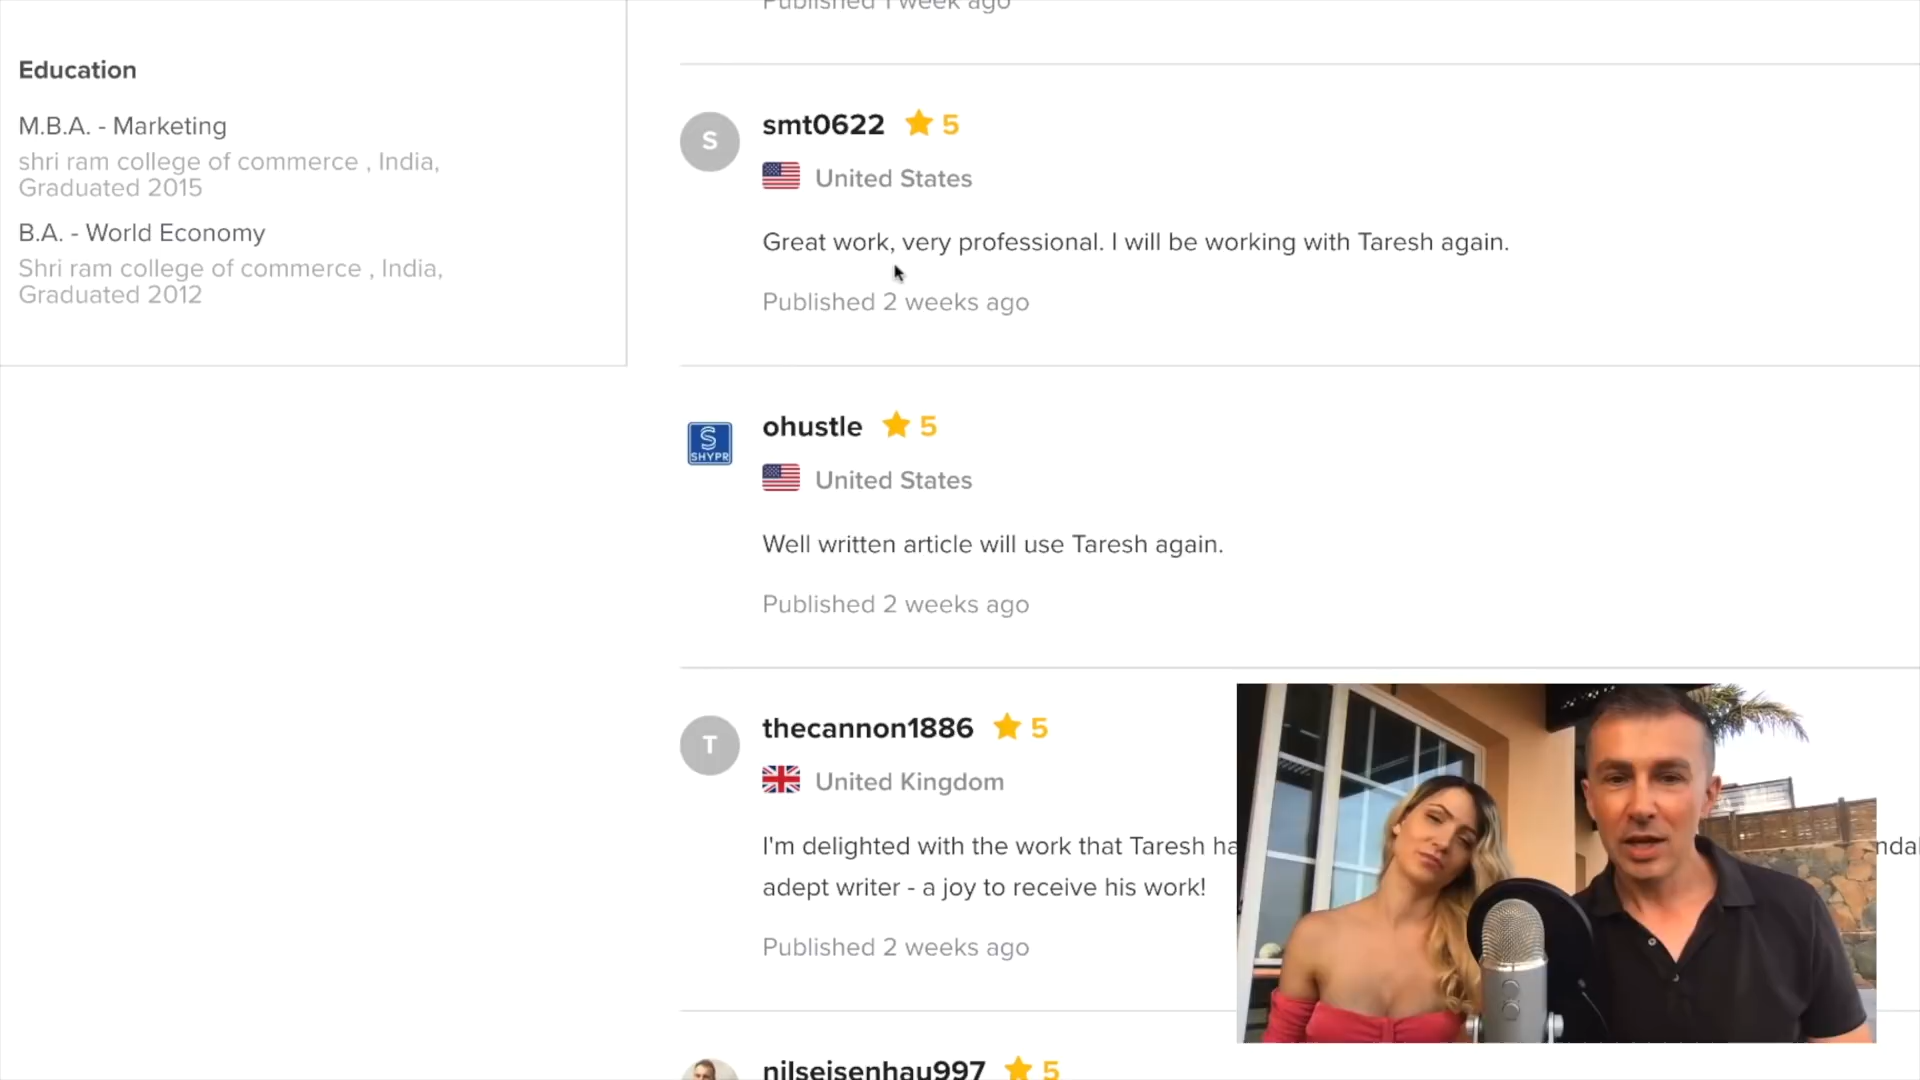 Published 1 week ago
Education
M.B.A. - Marketing
shri ram college of commerce , India,
Graduated 2015
B.A. - World Economy
Shri ram college of commerce , India,
Graduated 2012
S
smt0622 5
United States
Great work, very professional. I will be working with Taresh again.
Published 2 weeks ago
S
SHYPR
ohustle 5
United States
Well written article will use Taresh again.
Published 2 weeks ago
T
thecannon1886 5
United Kingdom
I'm delighted with the work that Taresh
adept writer - a joy to receive his work!
Published 2 weeks ago
nilseisenhau997 5